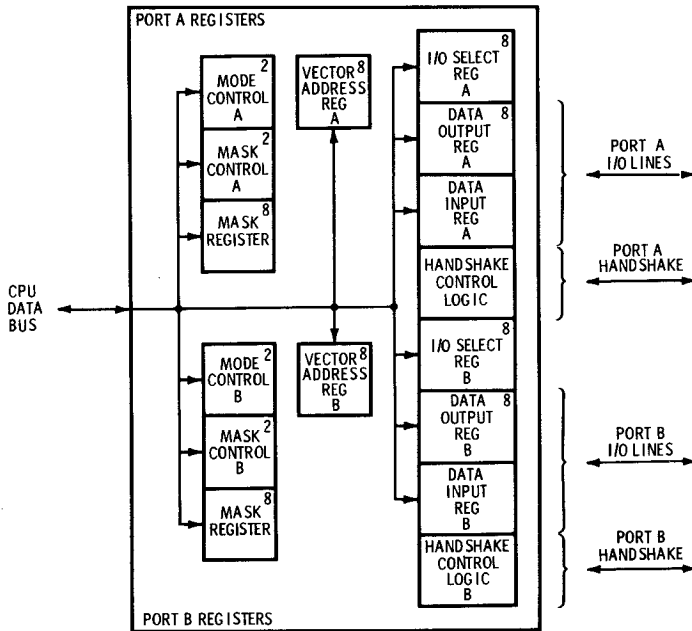 PORT A REGISTERS
2
MODE
CONTROL
A
2
MASK
CONTROL
A
8
MASK
REGISTER
8
VECTOR
ADDRESS
REG
A
8
I/O SELECT
REG
A
8
DATA
OUTPUT
REG
A
DATA
INPUT
REG
A
HANDSHAKE
CONTROL
LOGIC
PORT A
I/O LINES
PORT A
HANDSHAKE
CPU
DATA
BUS
2
MODE
CONTROL
B
2
MASK
CONTROL
B
8
MASK
REGISTER
8
VECTOR
ADDRESS
REG
B
8
I/O SELECT
REG
B
8
DATA
OUTPUT
REG
B
DATA
INPUT
REG
B
HANDSHAKE
CONTROL
LOGIC
B
PORT B
I/O LINES
PORT B
HANDSHAKE
PORT B REGISTERS